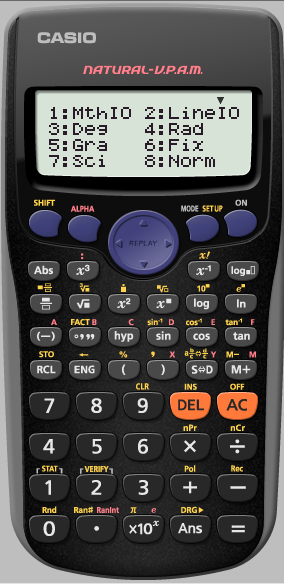 CASIO
NATURAL-V.P.A.M.
1:MthIO 2:LineIO
3:Deg 4:Rad
5:Gra 6:Fix
7:Sci 8:Norm
SHIFT ALPHA MODE SETUP ON
REPLAY
: x!
Abs x³ x⁻¹ log
³√ ⁿ√ 10 e
√ x² x log ln
A FACT B C sin⁻¹ D cos⁻¹ E tan⁻¹ F
(−) °’” hyp sin cos tan
STO ← % , X a b/c⇔d/c Y M− M
RCL ENG ( ) S⇔D M+
CLR INS OFF
7 8 9 DEL AC
nPr nCr
4 5 6 × ÷
STAT VERIFY Pol Rec
1 2 3 + −
Rnd Ran# RanInt π e DRG▶
0 • ×10ˣ Ans =